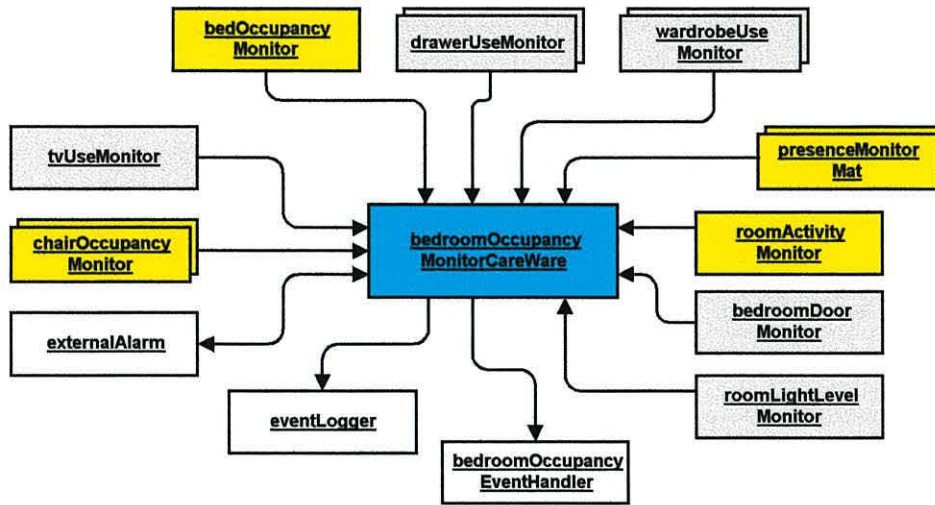 bedOccupancy
Monitor
drawerUseMonitor
wardrobeUse
Monitor
tvUseMonitor
presenceMonitor
Mat
chairOccupancy
Monitor
bedroomOccupancy
MonitorCareWare
roomActivity
Monitor
bedroomDoor
Monitor
externalAlarm
roomLightLevel
Monitor
eventLogger
bedroomOccupancy
EventHandler